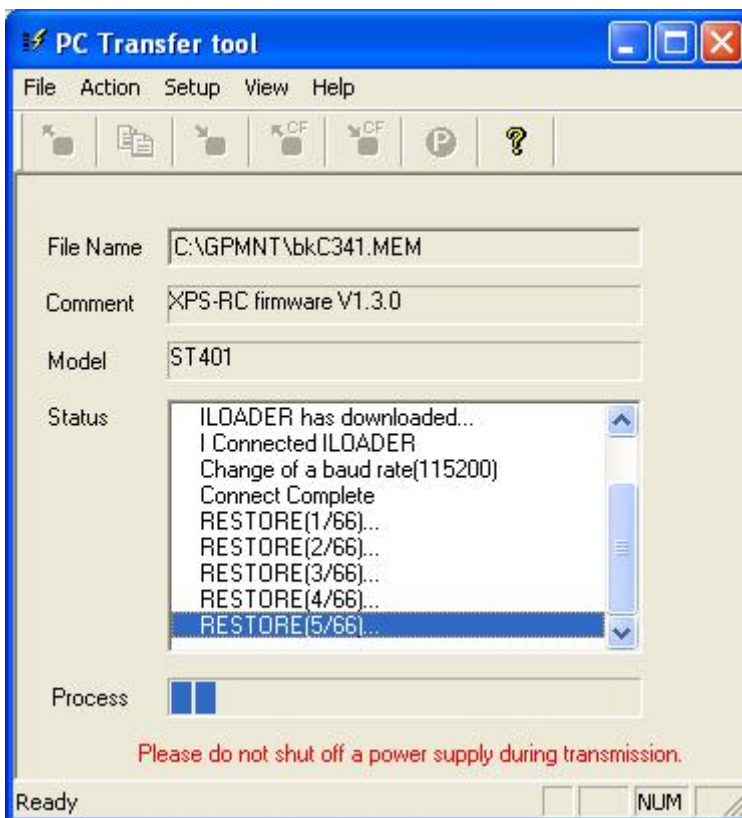 PC Transfer tool
File Action Setup View Help
CF CF P ?
File Name C:\GPMNT\bkC341.MEM
Comment XPS-RC firmware V1.3.0
Model ST401
Status ILOADER has downloaded...
I Connected ILOADER
Change of a baud rate(115200)
Connect Complete
RESTORE(1/66)...
RESTORE(2/66)...
RESTORE(3/66)...
RESTORE(4/66)...
RESTORE(5/66)...
Process
Please do not shut off a power supply during transmission.
Ready NUM